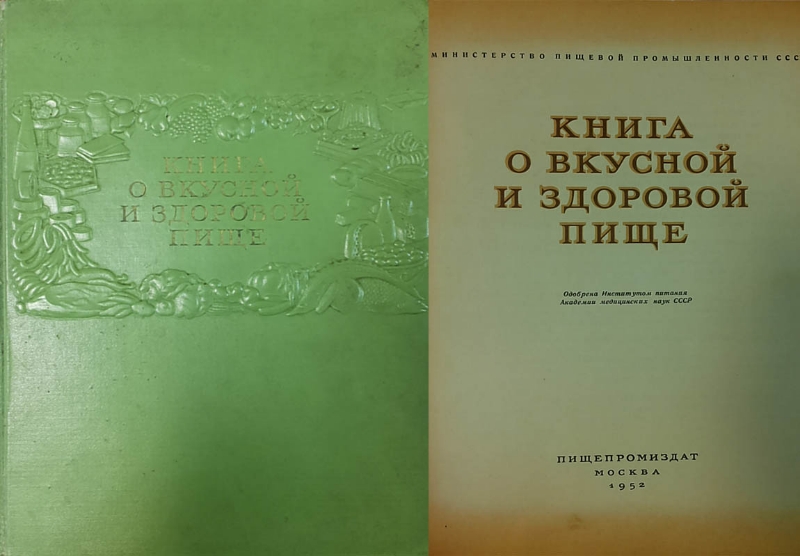 КНИГА
О ВКУСНОЙ
И ЗДОРОВОЙ
ПИЩЕ
МИНИСТЕРСТВО ПИЩЕВОЙ ПРОМЫШЛЕННОСТИ СССР
КНИГА
О ВКУСНОЙ
И ЗДОРОВОЙ
ПИЩЕ
Одобрена Институтом питания
Академии медицинских наук СССР
ПИЩЕПРОМИЗДАТ
МОСКВА
1952